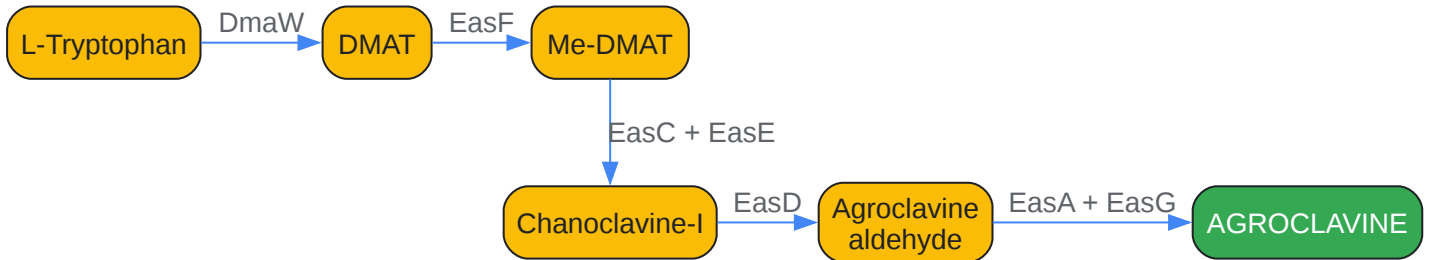 DmaW
EasF
L-Tryptophan
DMAT
Me-DMAT
EasC + EasE
EasD
EasA + EasG
Chanoclavine-I
Agroclavine
aldehyde
AGROCLAVINE